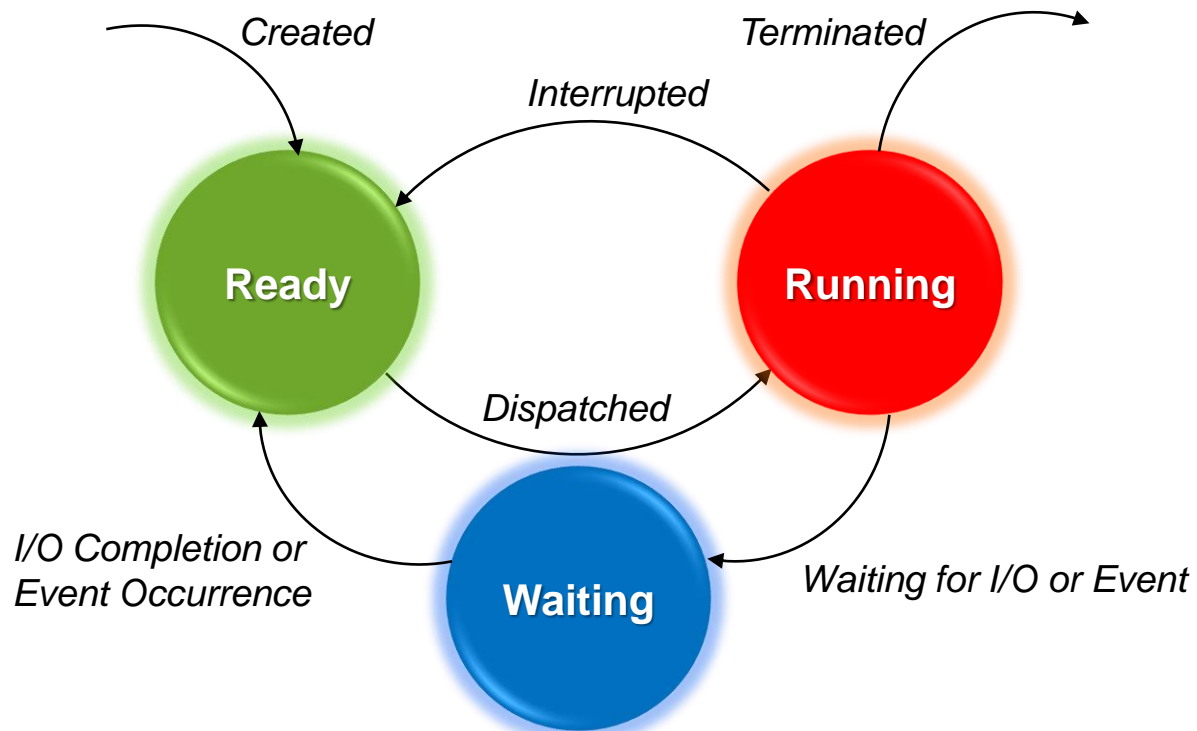 Created
Terminated
Interrupted
Ready
Running
Dispatched
I/O Completion or
Event Occurrence
Waiting
Waiting for I/O or Event